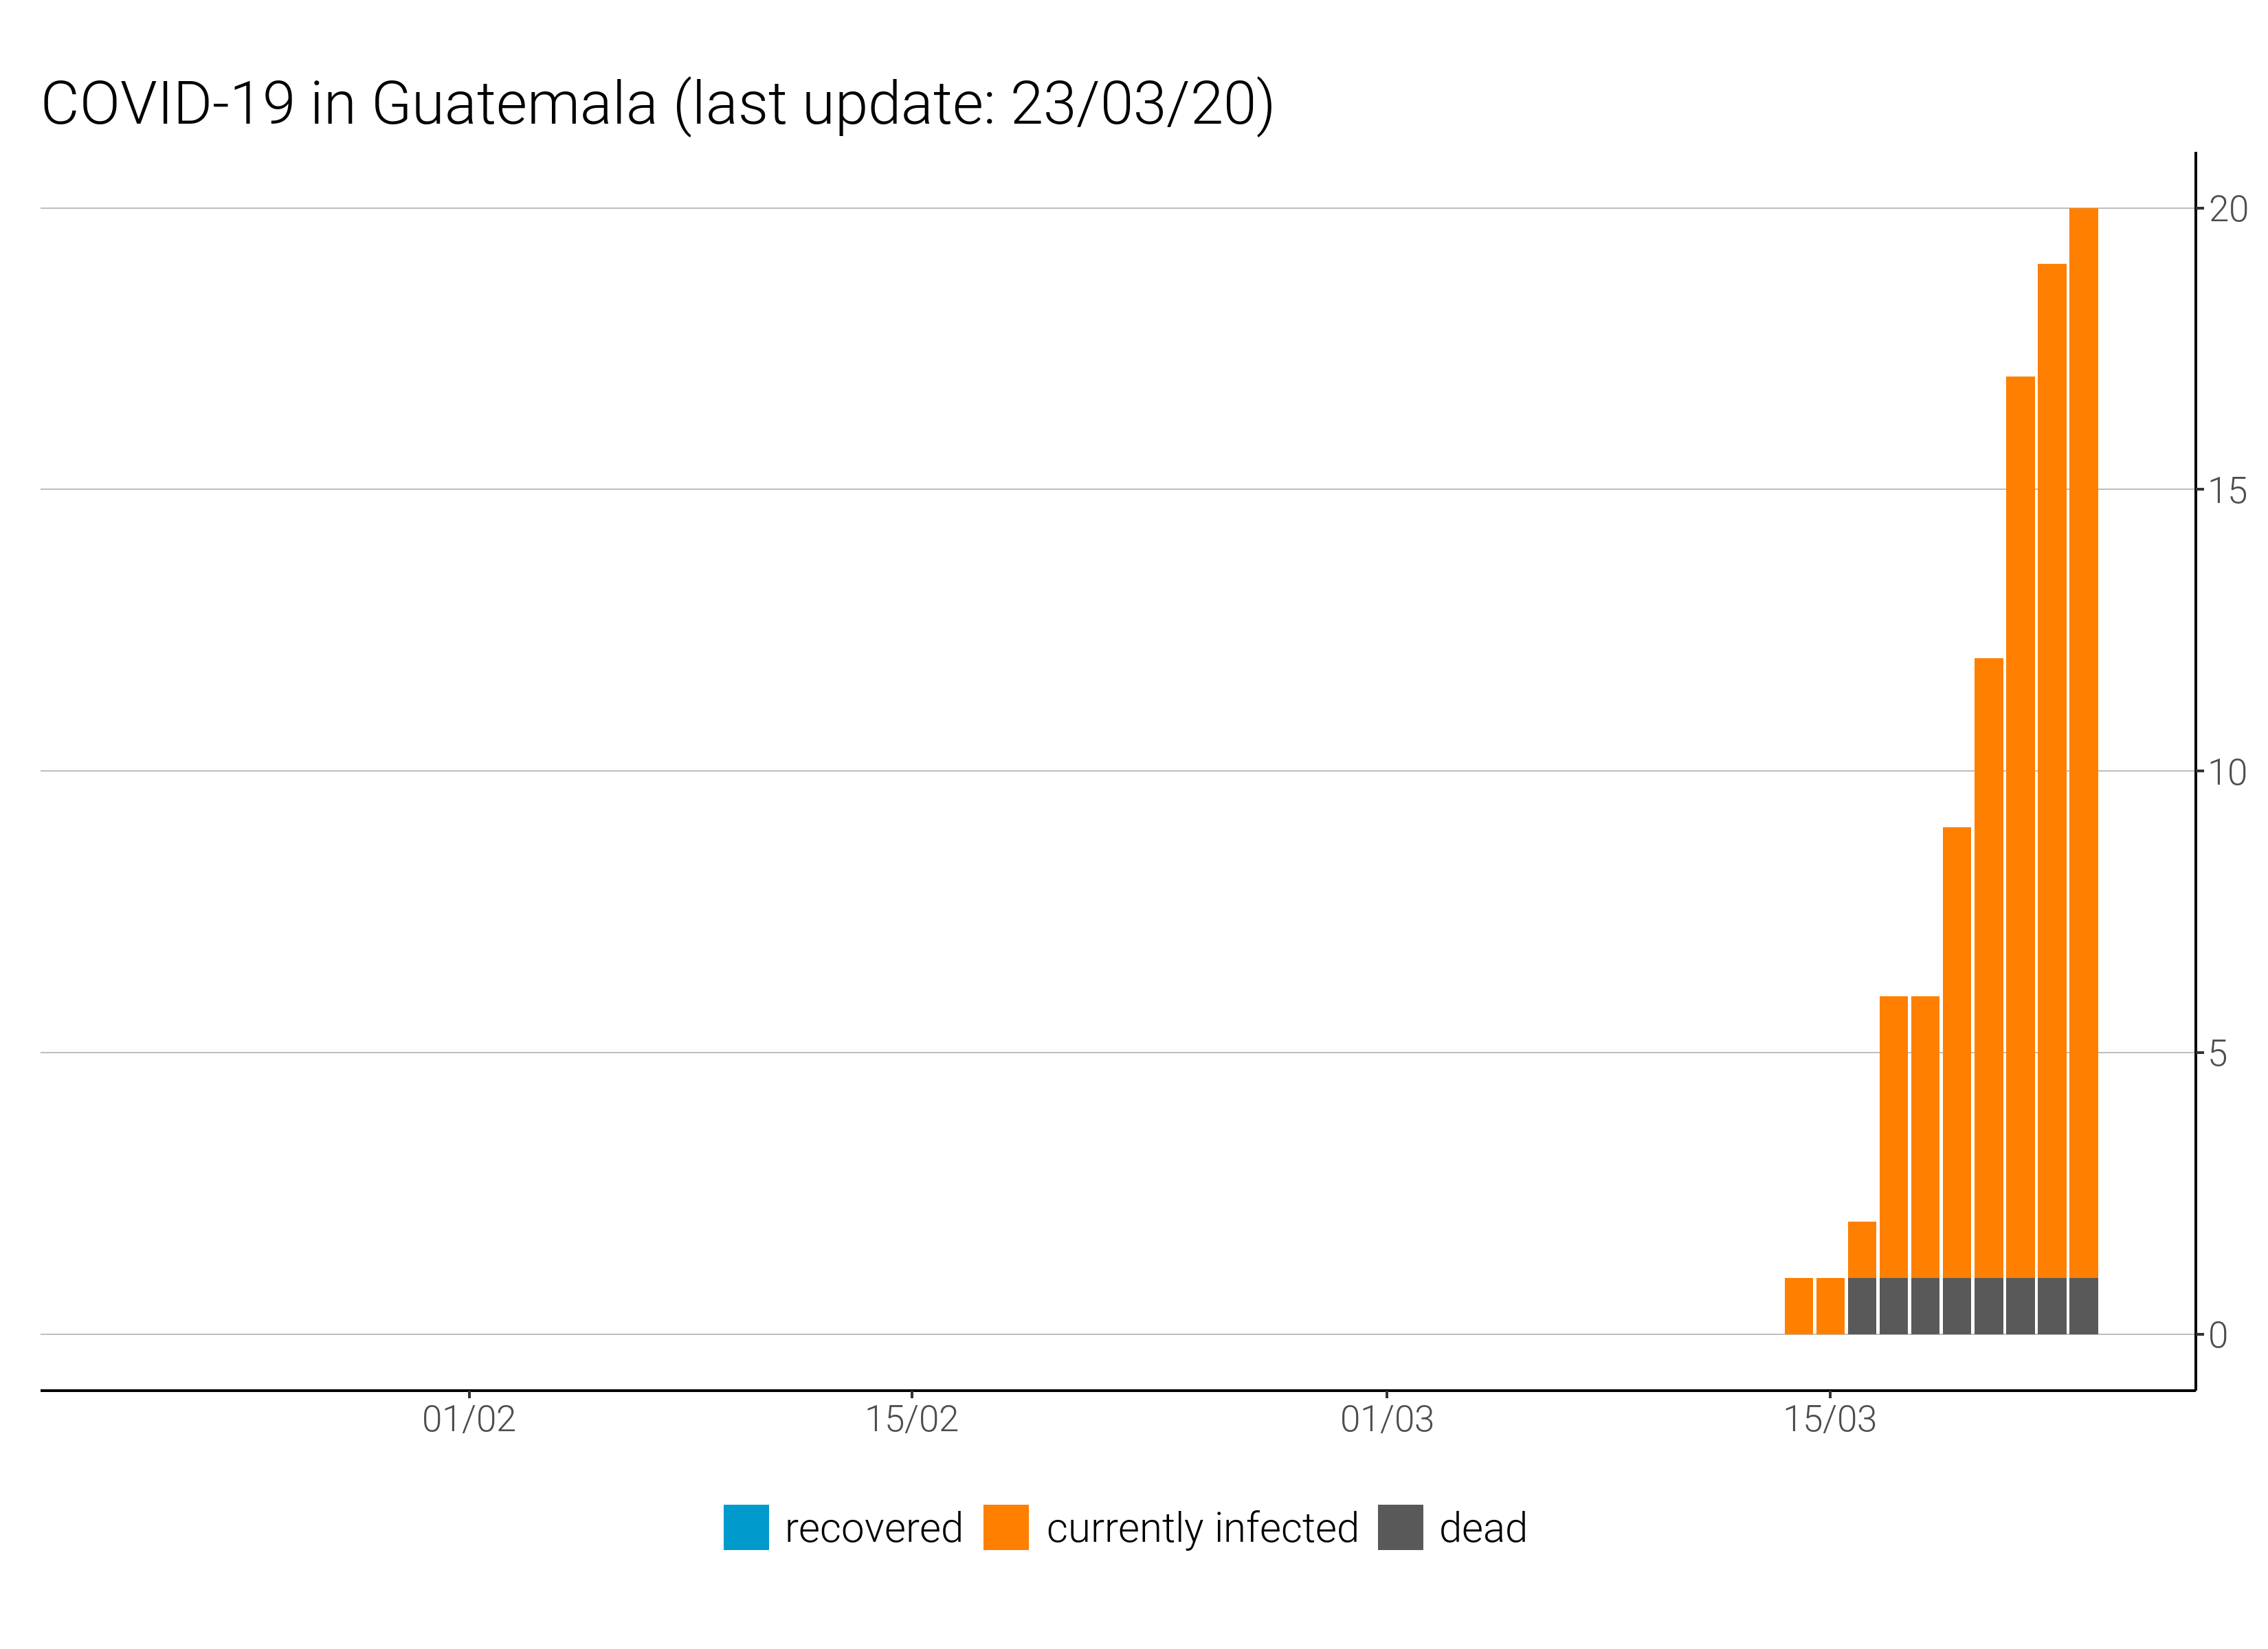 COVID-19 in Guatemala (last update: 23/03/20)
20
15
10
5
0
01/02 15/02 01/03 15/03
recovered currently infected dead